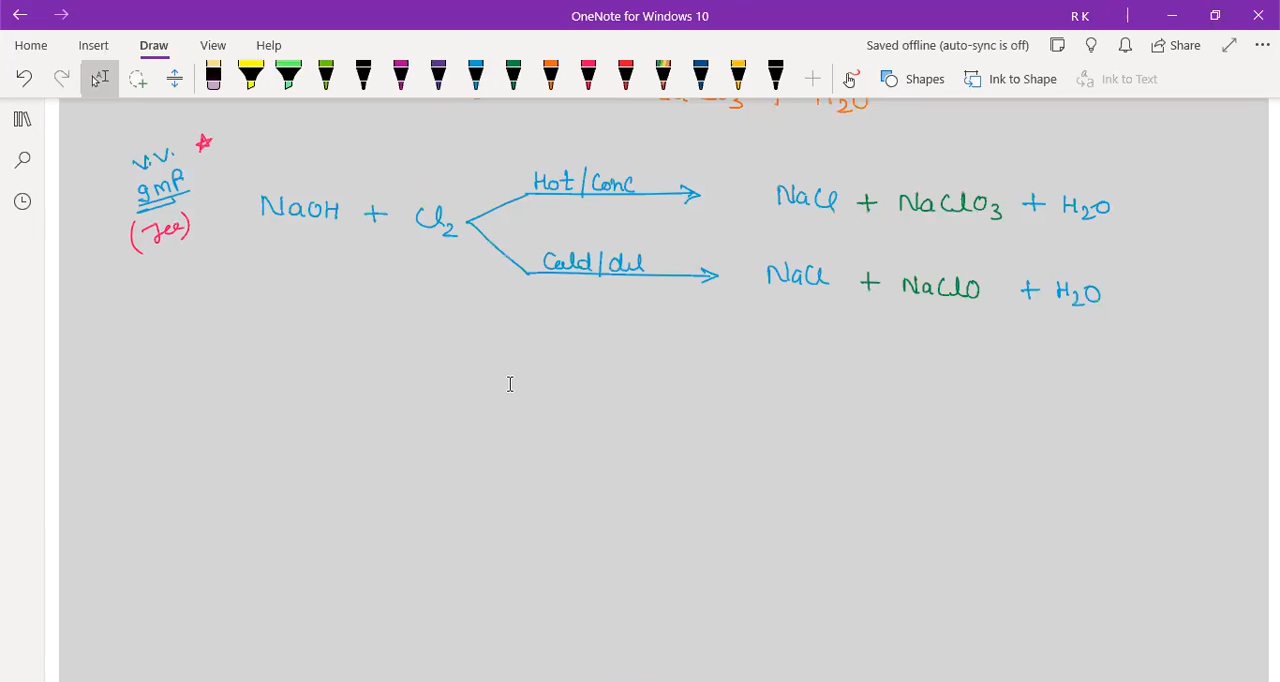 OneNote for Windows 10
R K
Home Insert Draw View Help
Saved offline (auto-sync is off) Share
Shapes Ink to Shape Ink to Text
v.v. gmp (Jee)
NaOH + Cl₂
Hot/Conc NaCl + NaClO₃ + H₂O
Cold/dil NaCl + NaClO + H₂O